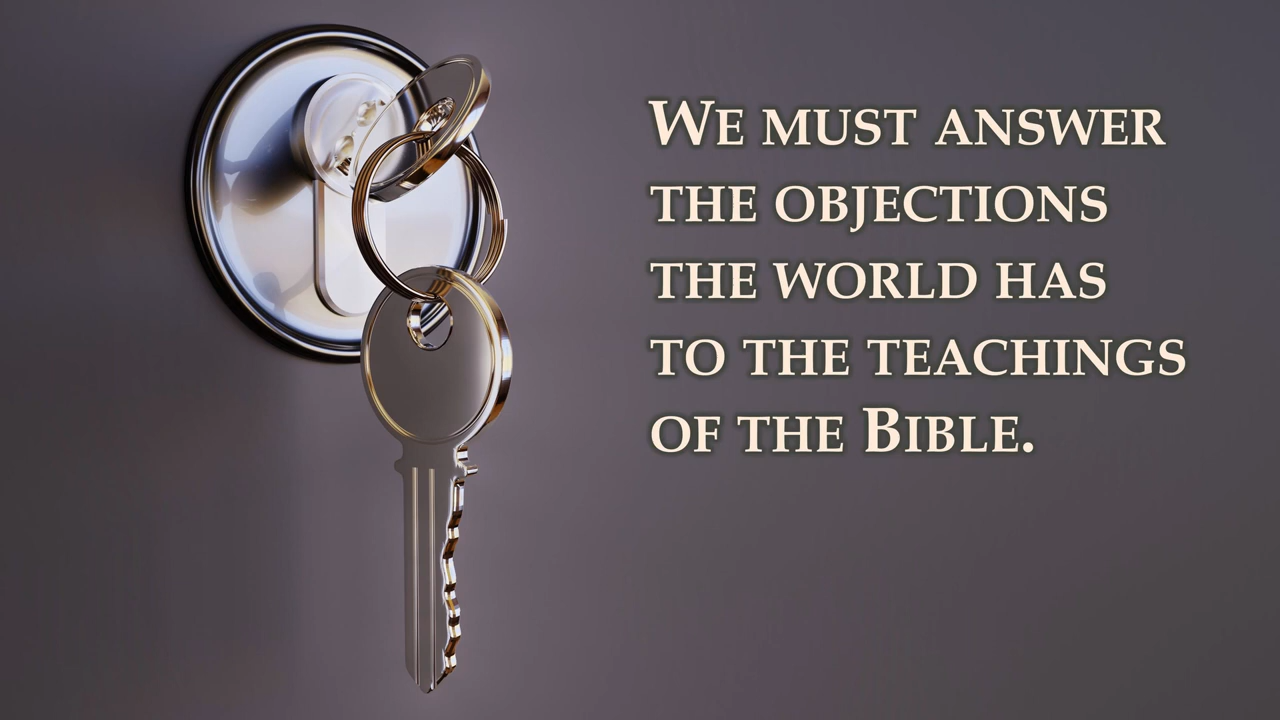 We must answer
the objections
the world has
to the teachings
of the Bible.